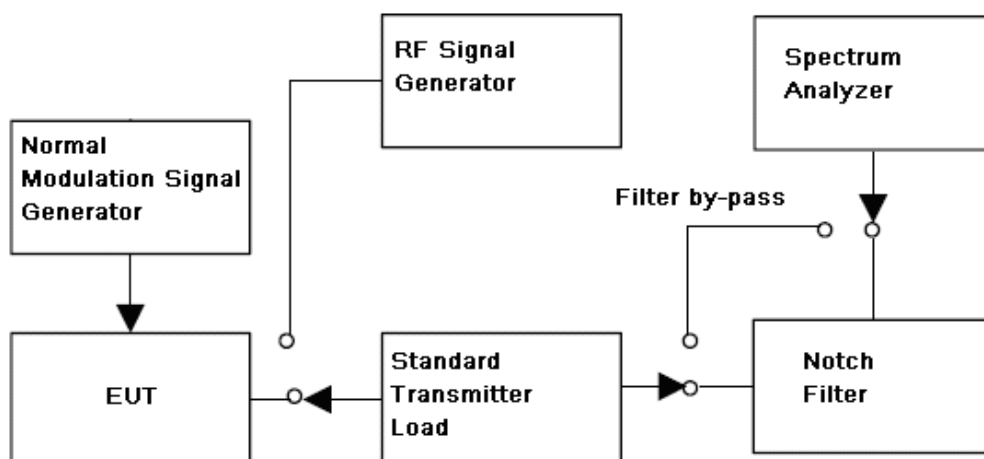 RF Signal
Generator
Spectrum
Analyzer
Normal
Modulation Signal
Generator
Filter by-pass
EUT
Standard
Transmitter
Load
Notch
Filter